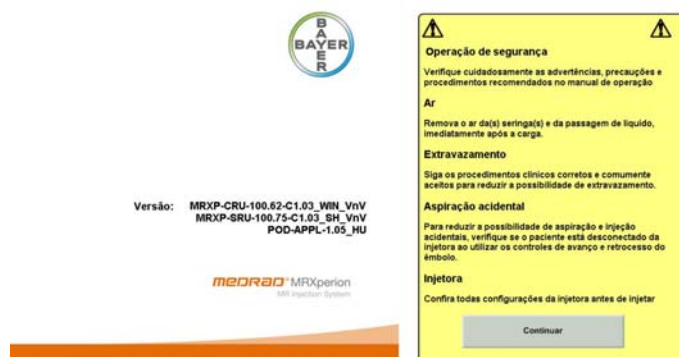 BAYER
BAYER
Versão: MRXP-CRU-100.62-C1.03_WIN_VnV
MRXP-SRU-100.75-C1.03_SH_VnV
POD-APPL-1.05_HU
MEDRAD® MRXperion
MR Injection System
Operação de segurança
Verifique cuidadosamente as advertências, precauções e
procedimentos recomendados no manual de operação
Ar
Remova o ar da(s) seringa(s) e da passagem de líquido,
imediatamente após a carga.
Extravazamento
Siga os procedimentos clínicos corretos e comumente
aceitos para reduzir a possibilidade de extravazamento.
Aspiração acidental
Para reduzir a possibilidade de aspiração e injeção
acidentais, verifique se o paciente está desconectado da
injetora ao utilizar os controles de avanço e retrocesso do
êmbolo.
Injetora
Confira todas configurações da injetora antes de injetar
Continuar